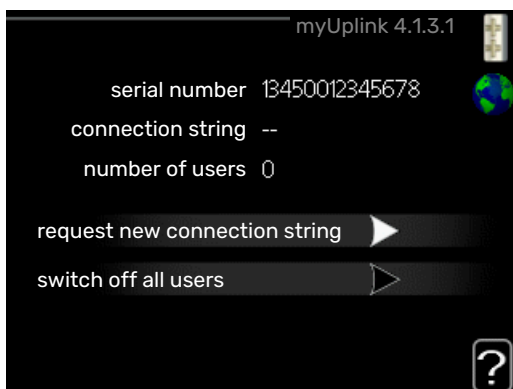 myUplink 4.1.3.1
serial number 13450012345678
connection string --
number of users 0
request new connection string
switch off all users
?